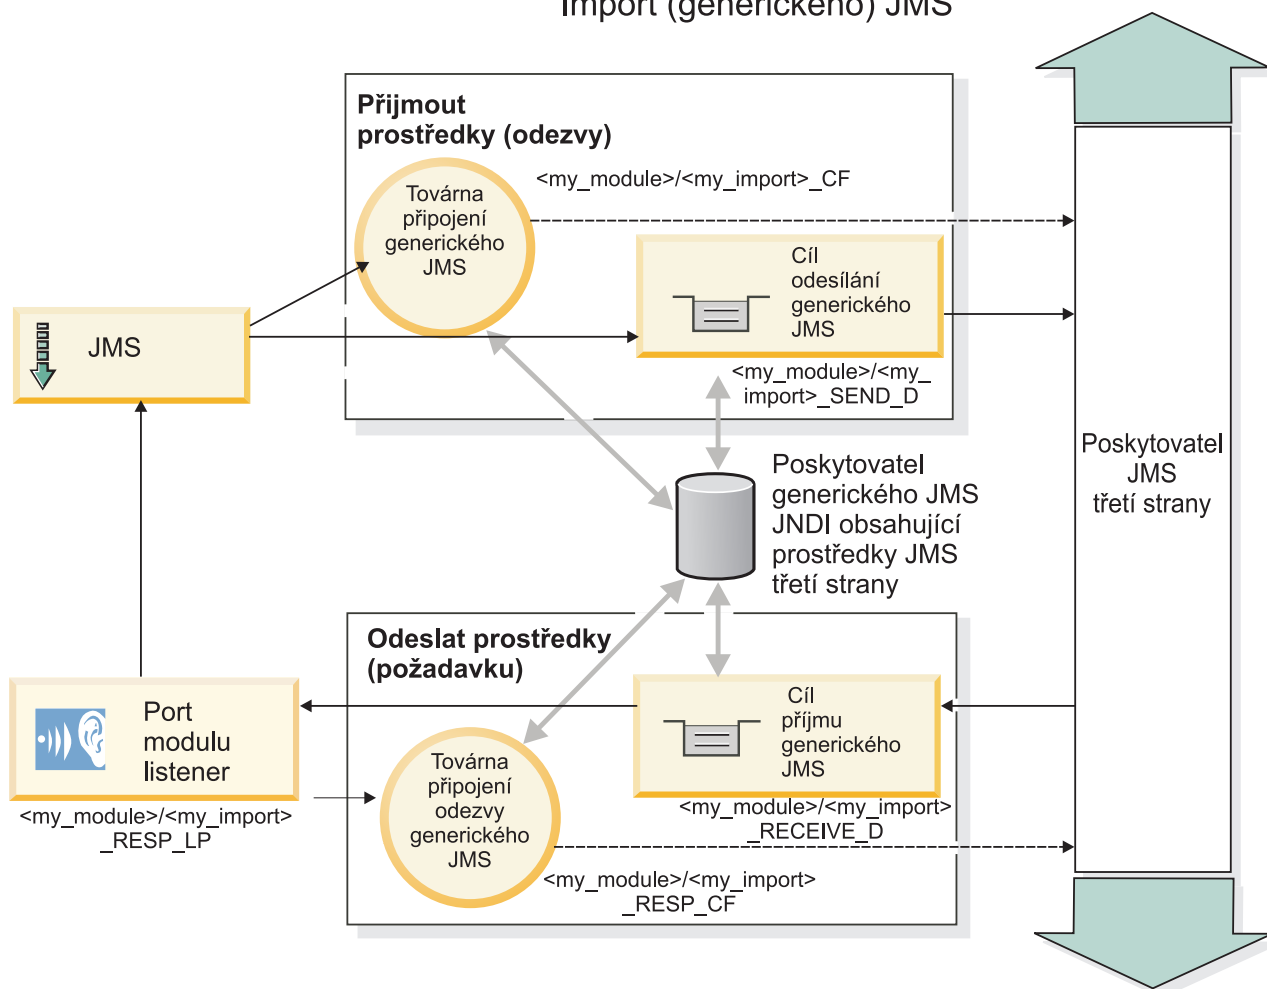 Import (generického) JMS
Přijmout
prostředky (odezvy)
<my_module>/<my_import>_CF
Továrna
připojení
generického
JMS
Cíl
odesílání
generického
JMS
JMS
<my_module>/<my_
import>_SEND_D
Poskytovatel
JMS
třetí strany
Poskytovatel
generického JMS
JNDI obsahující
prostředky JMS
třetí strany
Odeslat prostředky
(požadavku)
Cíl
příjmu
generického
JMS
Port
modulu
listener
Továrna
připojení
odezvy
generického
JMS
<my_module>/<my_import>
_RESP_LP
<my_module>/<my_import>
_RECEIVE_D
<my_module>/<my_import>
_RESP_CF